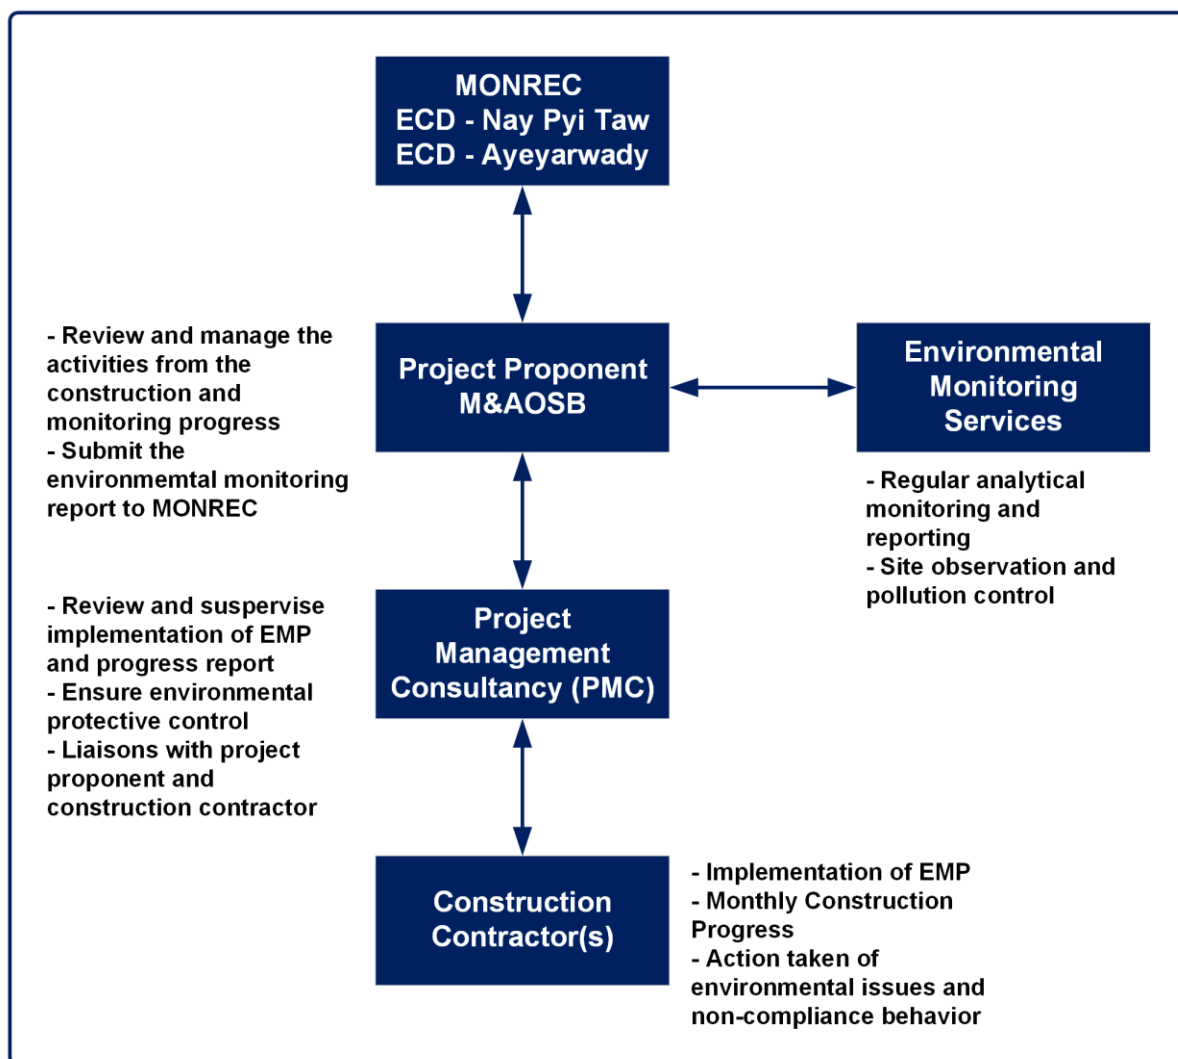 MONREC
ECD - Nay Pyi Taw
ECD - Ayeyarwady
- Review and manage the
activities from the
construction and
monitoring progress
- Submit the
environmemtal monitoring
report to MONREC
Project Proponent
M&AOSB
Environmental
Monitoring
Services
- Regular analytical
monitoring and
reporting
- Site observation and
pollution control
- Review and suspervise
implementation of EMP
and progress report
- Ensure environmental
protective control
- Liaisons with project
proponent and
construction contractor
Project
Management
Consultancy (PMC)
Construction
Contractor(s)
- Implementation of EMP
- Monthly Construction
Progress
- Action taken of
environmental issues and
non-compliance behavior